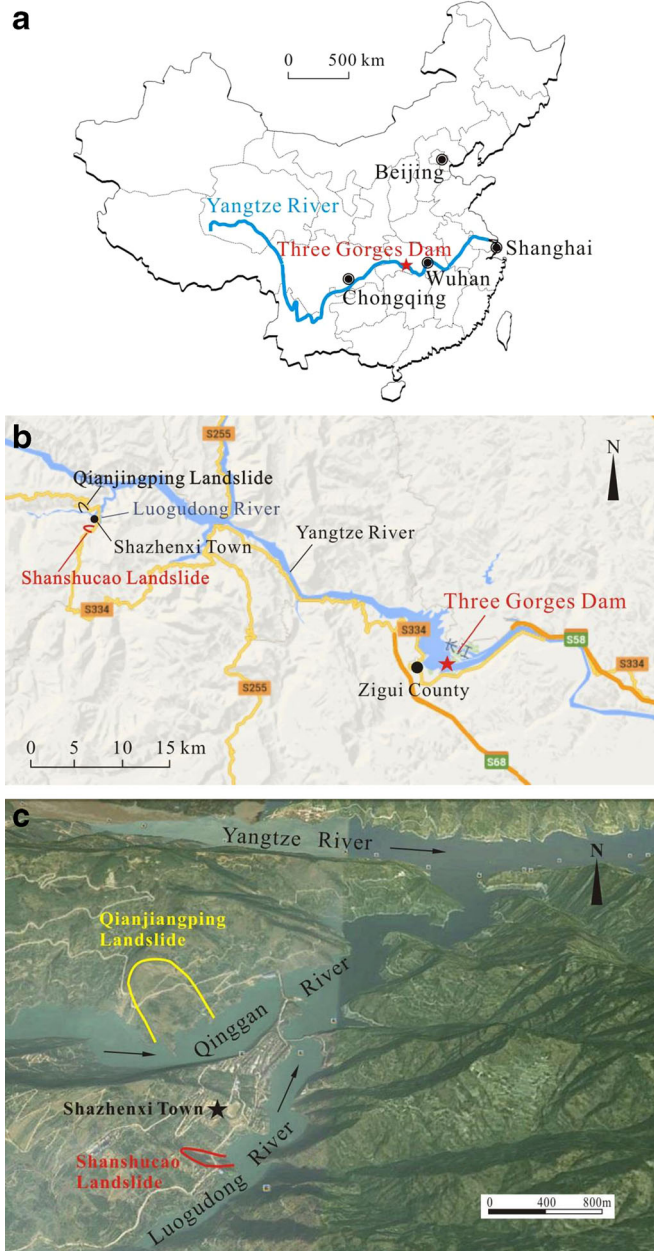 a
0 500 km
Beijing
Yangtze River
Three Gorges Dam
Shanghai
Wuhan
Chongqing
b
S255
N
Qianjingping Landslide
Luogudong River
Shazhenxi Town
Yangtze River
Shanshucao Landslide
S334
Three Gorges Dam
S334
S58
S334
Zigui County
S255
S68
0 5 10 15 km
c
Yangtze River
N
Qianjiangping
Landslide
Qinggan River
Shazhenxi Town
Shanshucao
Landslide
Luogudong River
0 400 800m